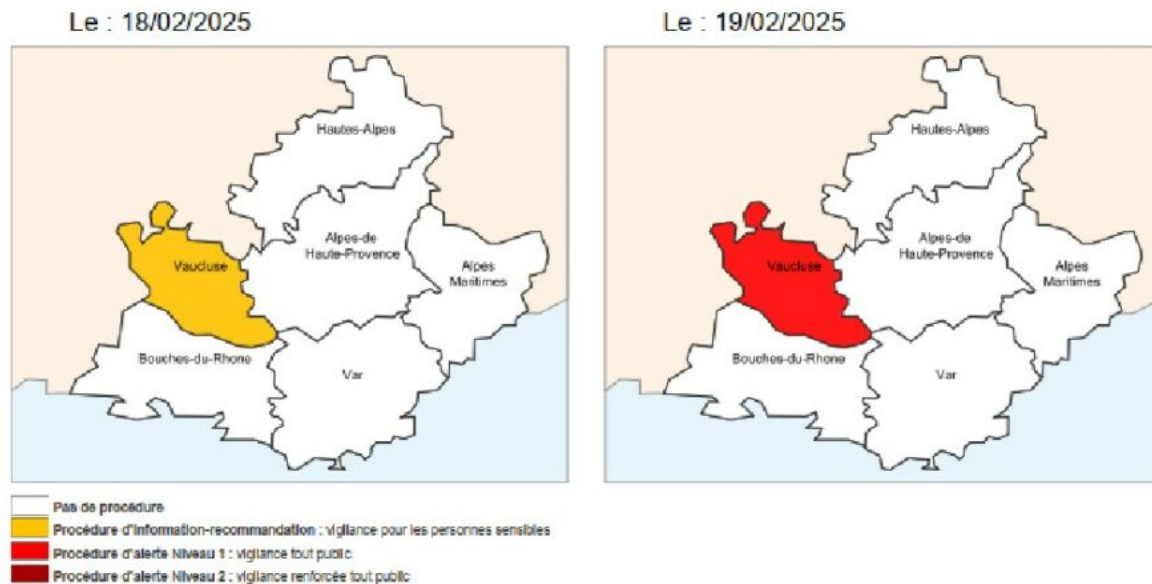 Le : 18/02/2025
Le : 19/02/2025
Hautes-Alpes
Alpes-de
Haute-Provence
Vaucluse
Alpes
Maritimes
Bouches-du-Rhone
Var
Hautes-Alpes
Alpes-de
Haute-Provence
Vaucluse
Alpes
Maritimes
Bouches-du-Rhone
Var
Pas de procédure
Procédure d'information-recommandation : vigilance pour les personnes sensibles
Procédure d'alerte Niveau 1 : vigilance tout public
Procédure d'alerte Niveau 2 : vigilance renforcée tout public